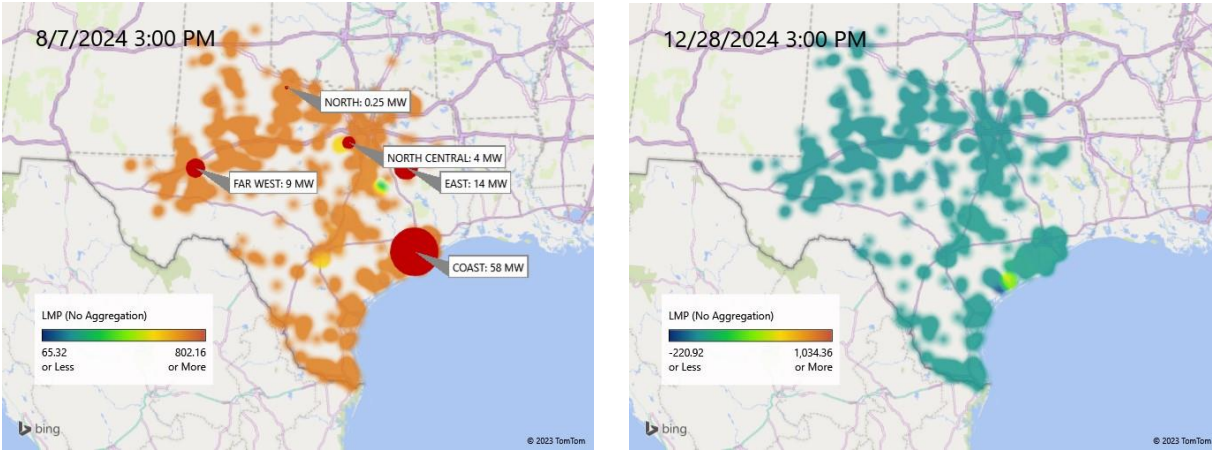 8/7/2024 3:00 PM
NORTH: 0.25 MW
NORTH CENTRAL: 4 MW
EAST: 14 MW
FAR WEST: 9 MW
COAST: 58 MW
LMP (No Aggregation)
65.32 802.16
or Less or More
bing
© 2023 TomTom
12/28/2024 3:00 PM
LMP (No Aggregation)
-220.92 1,034.36
or Less or More
bing
© 2023 TomTom